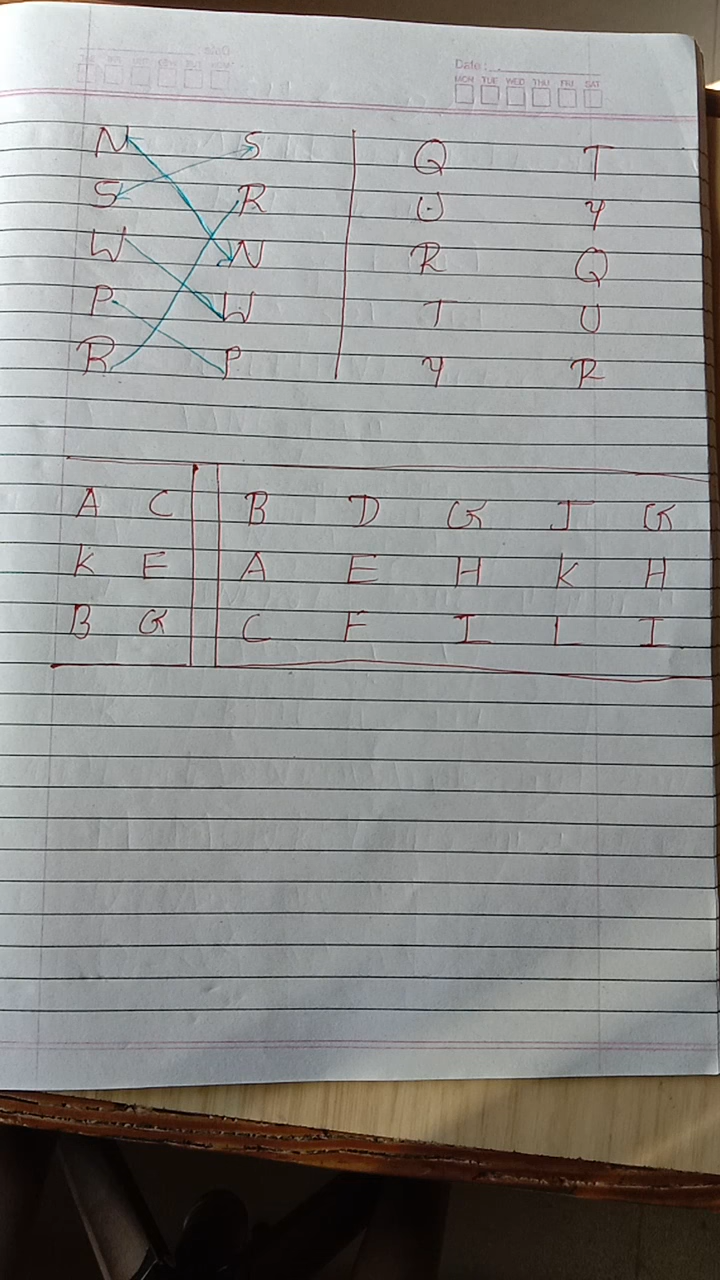 Date :
MON TUE WED THU FRI SAT
N S Q T
S R U Y
W N R Q
P W T U
R P Y R
A C B D G J G
K E A E H K H
B G C F I L I